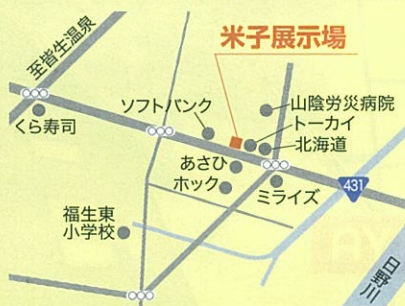 至皆生温泉
米子展示場
ソフトバンク
山陰労災病院
トーカイ
北海道
くら寿司
あさひ
ホック
ミライズ
431
福生東
小学校
日野川